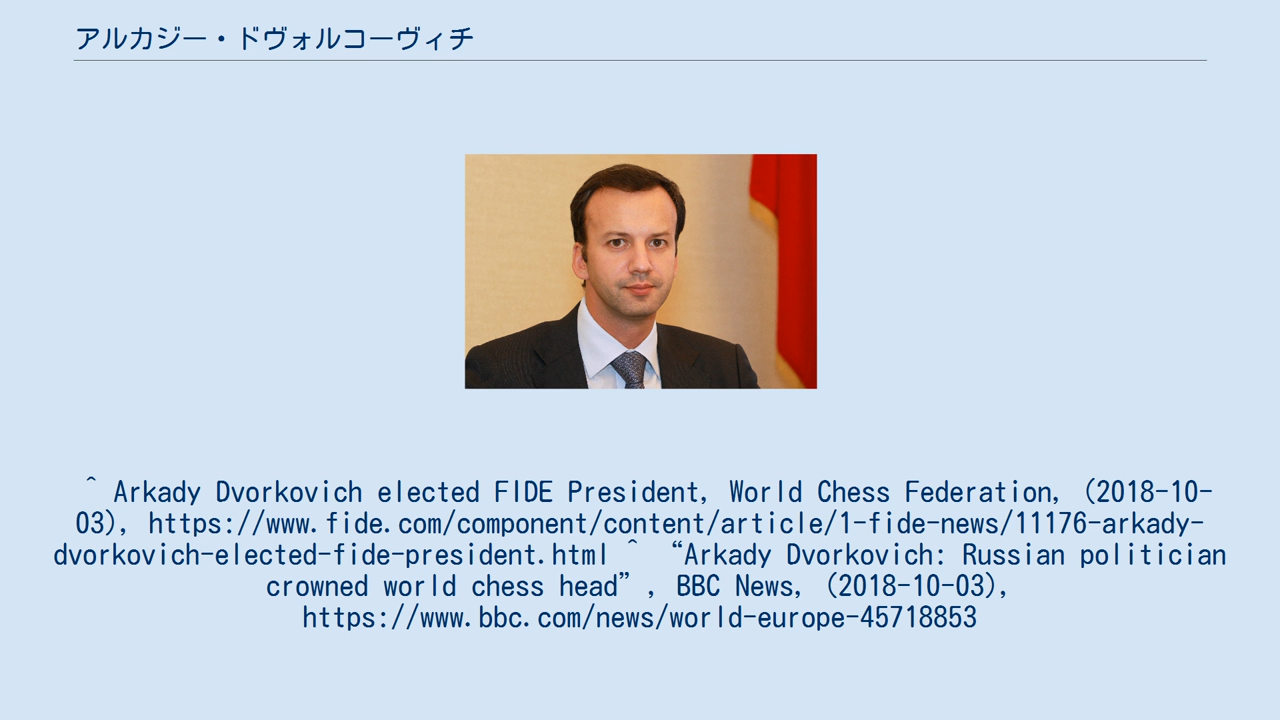 アルカジー・ドヴォルコーヴィチ
^ Arkady Dvorkovich elected FIDE President, World Chess Federation, (2018-10-
03), https://www.fide.com/component/content/article/1-fide-news/11176-arkady-
dvorkovich-elected-fide-president.html ^ “Arkady Dvorkovich: Russian politician
crowned world chess head”, BBC News, (2018-10-03),
https://www.bbc.com/news/world-europe-45718853